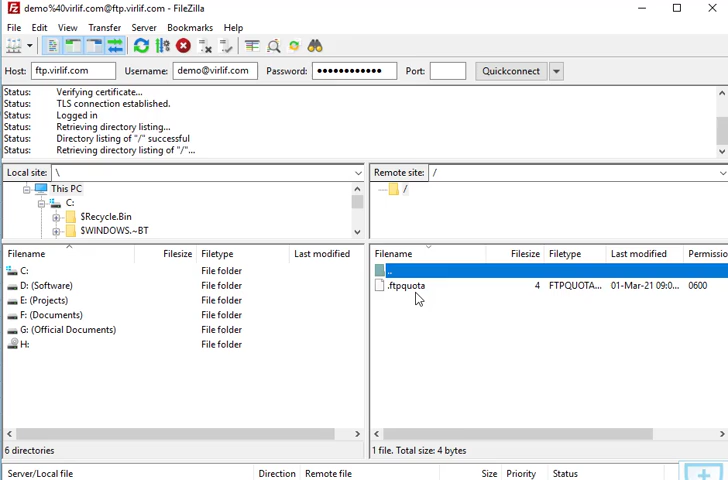 demo%40virlif.com@ftp.virlif.com - FileZilla
File Edit View Transfer Server Bookmarks Help
Host: ftp.virlif.com Username: demo@virlif.com Password: ●●●●●●●●●●●● Port: Quickconnect
Status: Verifying certificate...
Status: TLS connection established.
Status: Logged in
Status: Retrieving directory listing...
Status: Directory listing of "/" successful
Status: Retrieving directory listing of "/"...
Local site: \
This PC
C:
$Recycle.Bin
$WINDOWS.~BT
Remote site: /
/
Filename Filesize Filetype Last modified
C: File folder
D: (Software) File folder
E: (Projects) File folder
F: (Documents) File folder
G: (Official Documents) File folder
H: File folder
6 directories
Filename Filesize Filetype Last modified Permissio
..
.ftpquota 4 FTPQUOTA... 01-Mar-21 09:0... 0600
1 file. Total size: 4 bytes
Server/Local file Direction Remote file Size Priority Status